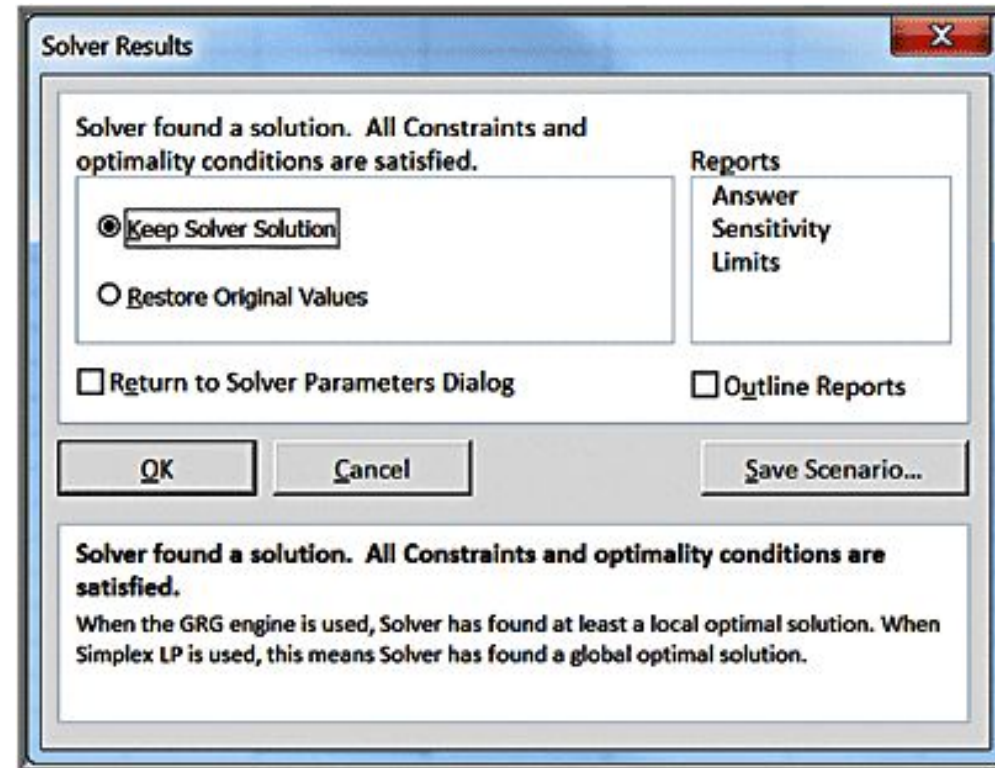 Solver Results
X
Solver found a solution. All Constraints and
optimality conditions are satisfied.
Keep Solver Solution
Restore Original Values
Reports
Answer
Sensitivity
Limits
Return to Solver Parameters Dialog
Outline Reports
OK
Cancel
Save Scenario...
Solver found a solution. All Constraints and optimality conditions are
satisfied.
When the GRG engine is used, Solver has found at least a local optimal solution. When
Simplex LP is used, this means Solver has found a global optimal solution.